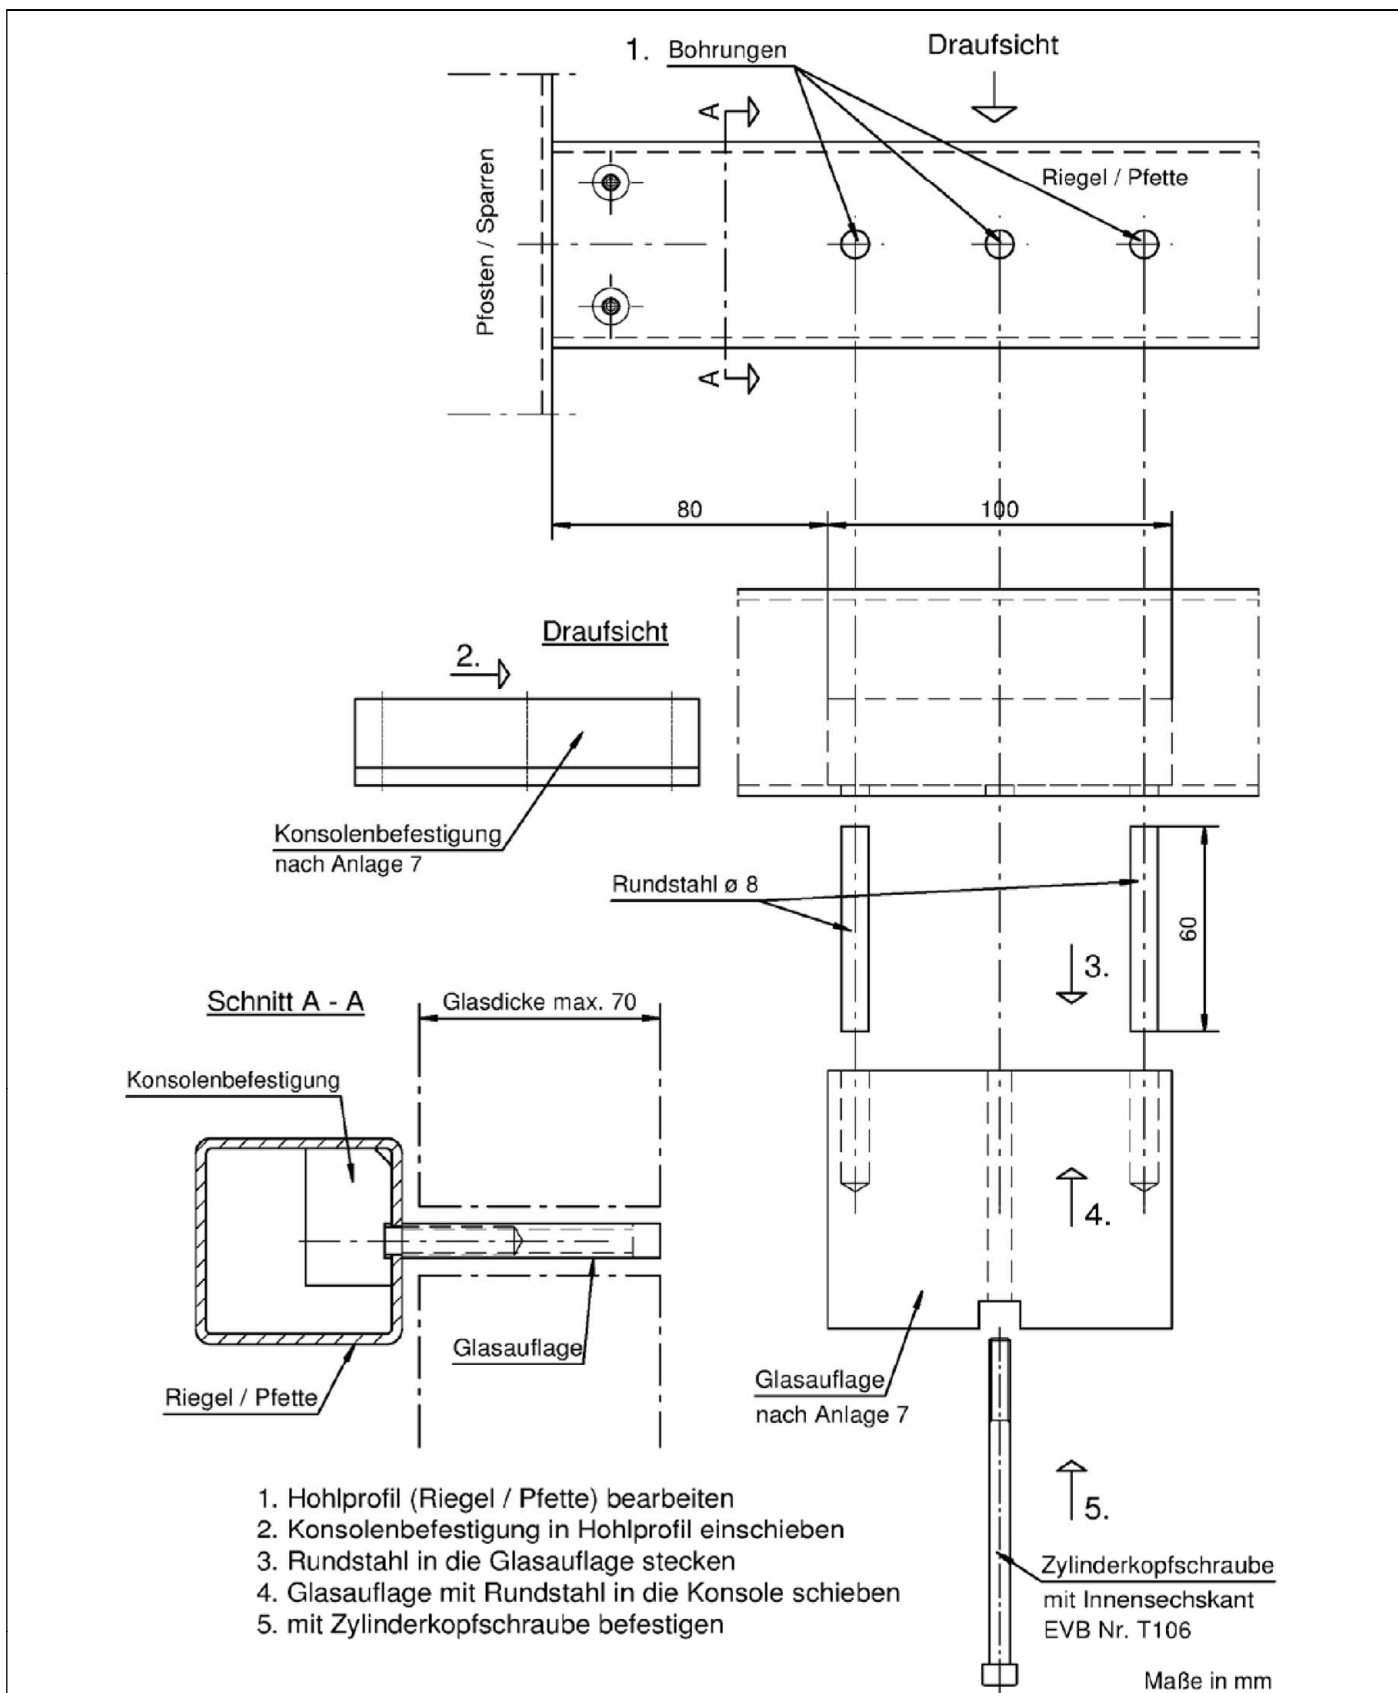 1. Bohrungen
Draufsicht
A
Pfosten / Sparren
Riegel / Pfette
A
80
100
Draufsicht
2.
Konsolenbefestigung
nach Anlage 7
Rundstahl ø 8
60
3.
Schnitt A - A
Glasdicke max. 70
Konsolenbefestigung
4.
Glasauflage
Riegel / Pfette
Glasauflage
nach Anlage 7
5.
1. Hohlprofil (Riegel / Pfette) bearbeiten
2. Konsolenbefestigung in Hohlprofil einschieben
3. Rundstahl in die Glasauflage stecken
4. Glasauflage mit Rundstahl in die Konsole schieben
5. mit Zylinderkopfschraube befestigen
Zylinderkopfschraube
mit Innensechskant
EVB Nr. T106
Maße in mm